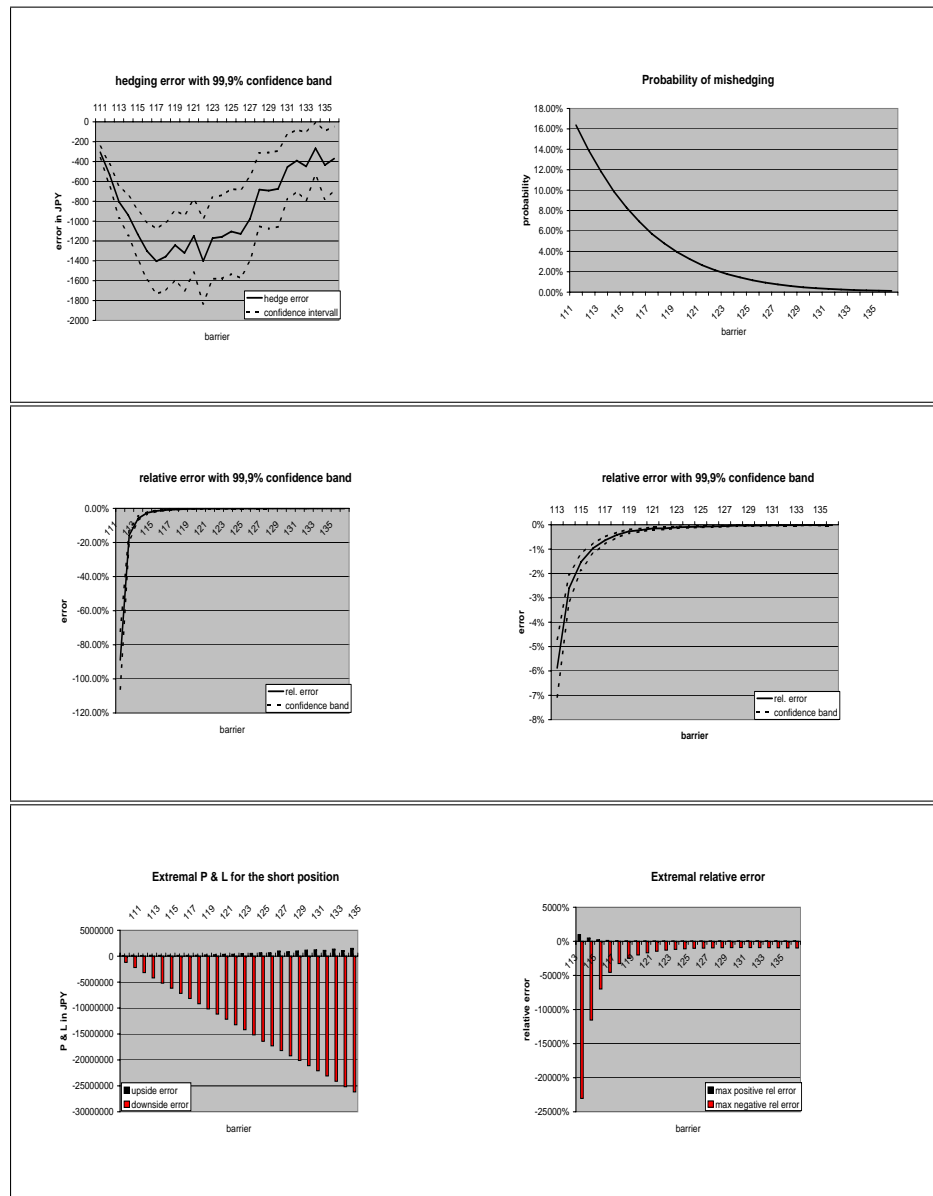 hedging error with 99,9% confidence band
111 113 115 117 119 121 123 125 127 129 131 133 135
0
-200
-400
-600
-800
-1000
-1200
-1400
-1600
-1800
-2000
error in JPY
hedge error
confidence intervall
barrier
Probability of mishedging
18.00%
16.00%
14.00%
12.00%
10.00%
8.00%
6.00%
4.00%
2.00%
0.00%
probability
111 113 115 117 119 121 123 125 127 129 131 133 135
barrier
relative error with 99,9% confidence band
0.00%
-20.00%
-40.00%
-60.00%
-80.00%
-100.00%
-120.00%
111 113 115 117 119 121 123 125 127 129 131 133 135
error
rel. error
confidence band
barrier
relative error with 99,9% confidence band
113 115 117 119 121 123 125 127 129 131 133 135
0%
-1%
-2%
-3%
-4%
-5%
-6%
-7%
-8%
error
rel. error
confidence band
barrier
Extremal P & L for the short position
111 113 115 117 119 121 123 125 127 129 131 133 135
5000000
0
-5000000
-10000000
-15000000
-20000000
-25000000
-30000000
P & L in JPY
upside error
downside error
barrier
Extremal relative error
5000%
0%
-5000%
-10000%
-15000%
-20000%
-25000%
113 115 117 119 121 123 125 127 129 131 133 135
relative error
max positive rel error
max negative rel error
barrier